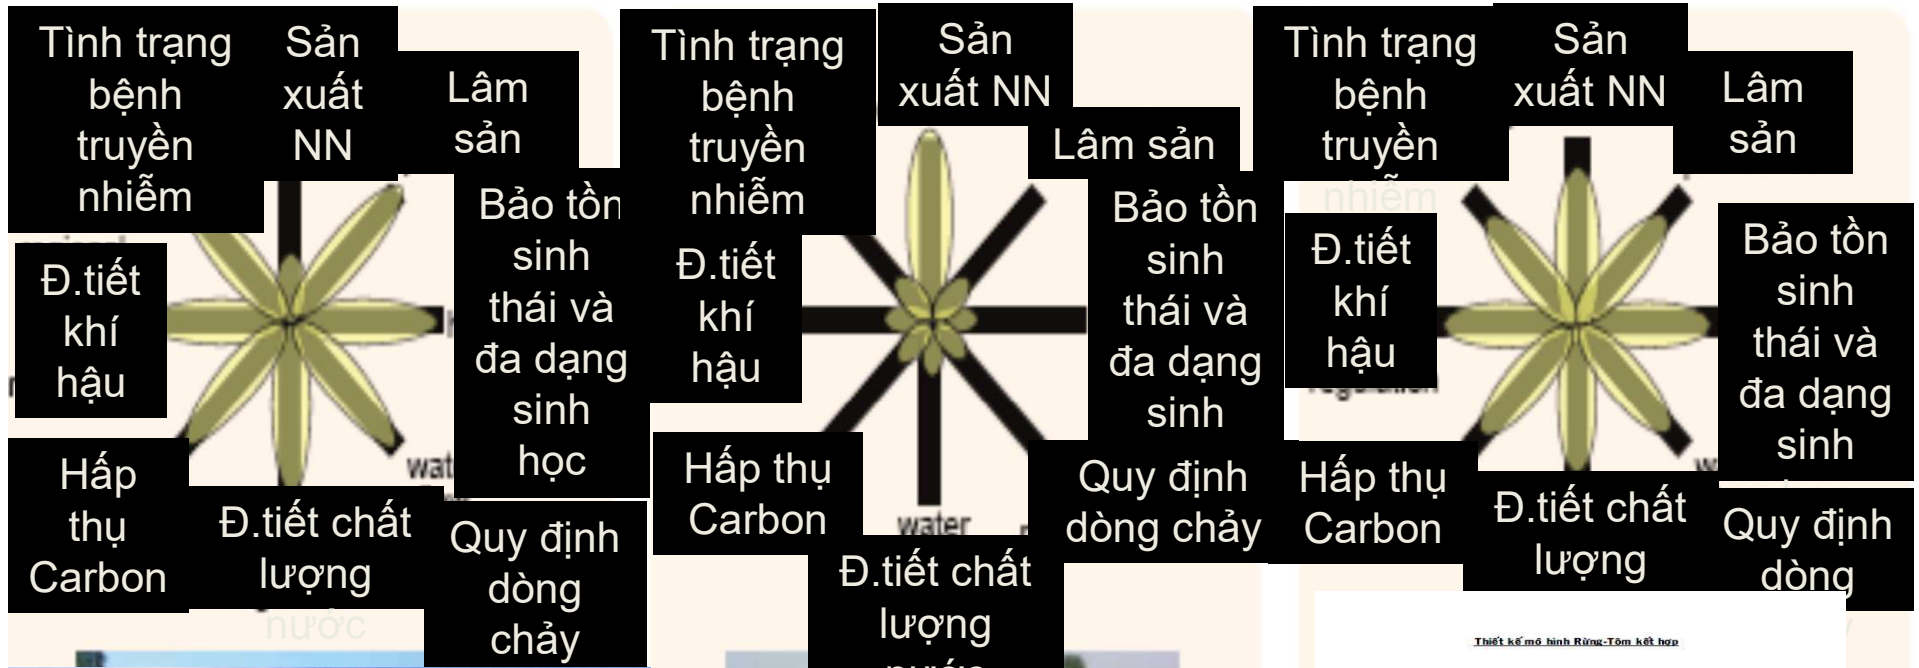 Tình trạng
bệnh
truyền
nhiễm
Sản
xuất
NN
Lâm
sản
Bảo tồn
sinh
thái và
đa dạng
sinh
học
Đ.tiết
khí
hậu
Hấp
thụ
Carbon
Đ.tiết chất
lượng
nước
Quy định
dòng
chảy
Tình trạng
bệnh
truyền
nhiễm
Sản
xuất NN
Lâm sản
Bảo tồn
sinh
thái và
đa dạng
sinh
Đ.tiết
khí
hậu
Hấp thụ
Carbon
water
Quy định
dòng chảy
Đ.tiết chất
lượng
nước
Tình trạng
bệnh
truyền
nhiễm
Sản
xuất NN
Lâm
sản
Bảo tồn
sinh
thái và
đa dạng
sinh
Đ.tiết
khí
hậu
Hấp thụ
Carbon
Đ.tiết chất
lượng
Quy định
dòng
Thiết kế mô hình Rừng-Tôm kết hợp